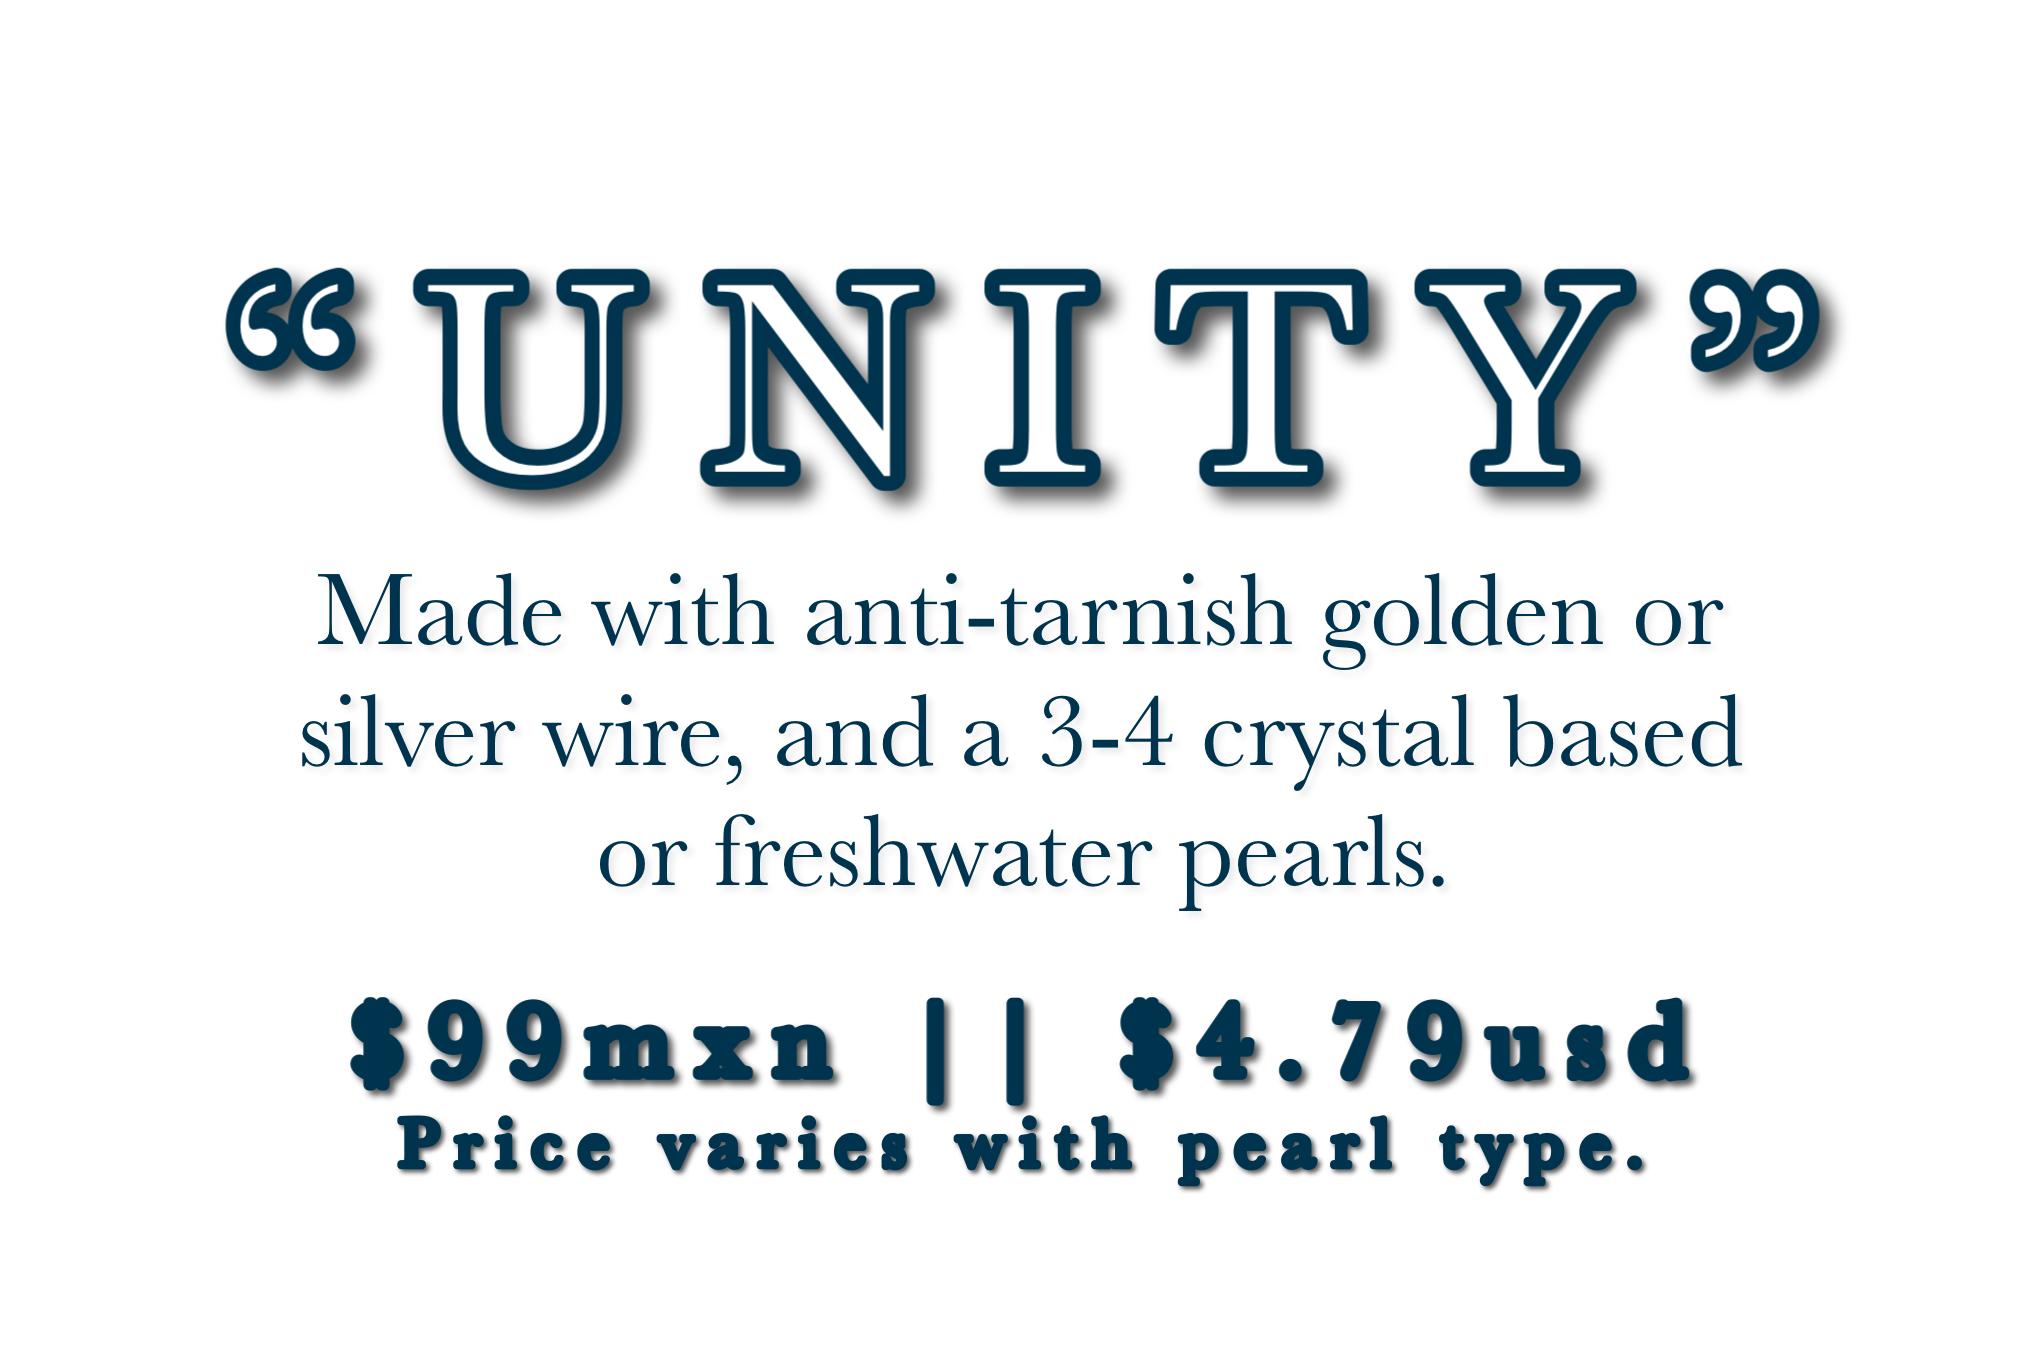 “UNITY”
Made with anti-tarnish golden or
silver wire, and a 3-4 crystal based
or freshwater pearls.
$99mxn || $4.79usd
Price varies with pearl type.